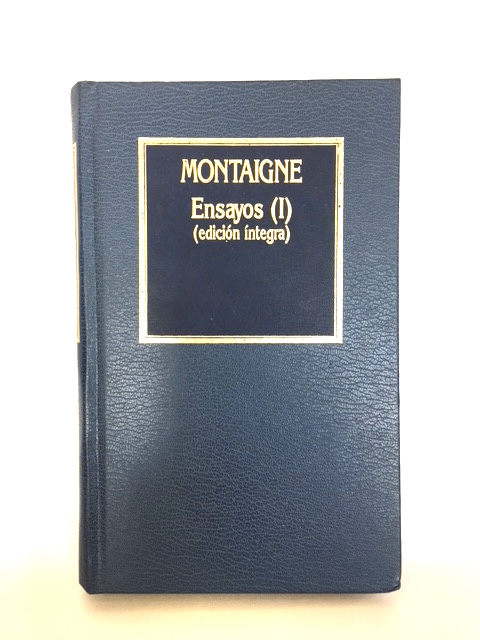 MONTAIGNE
Ensayos (I)
(edición íntegra)